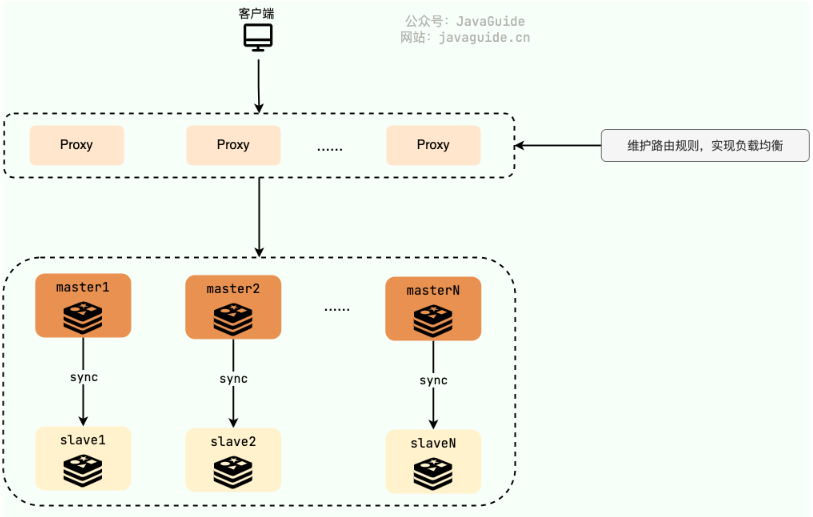 客户端
公众号：JavaGuide
网站：javaguide.cn
Proxy
Proxy
......
Proxy
维护路由规则，实现负载均衡
master1
master2
......
masterN
sync
sync
sync
slave1
slave2
slaveN